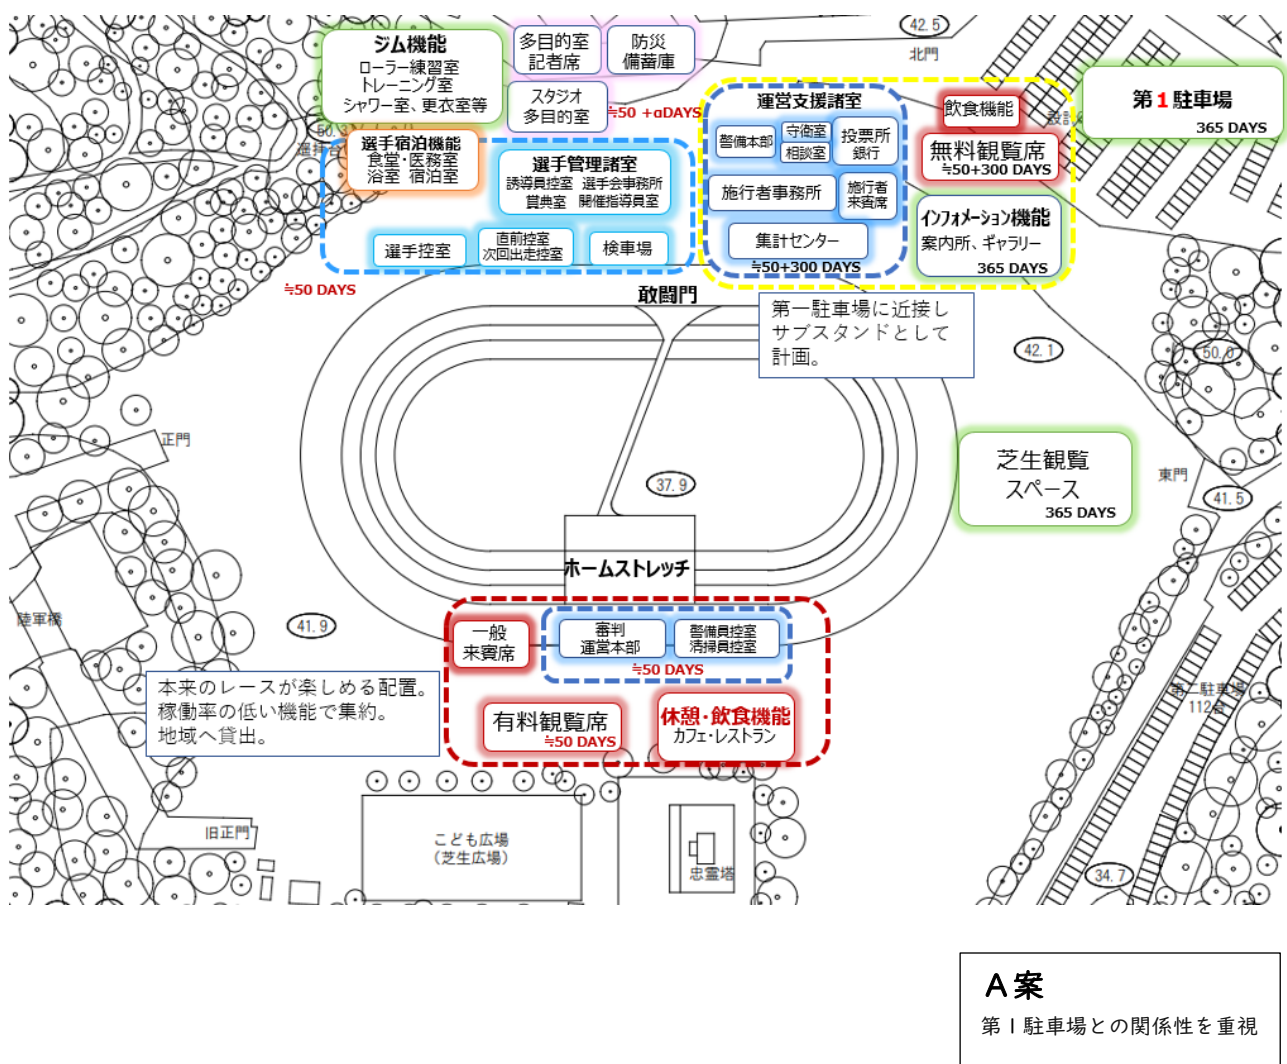 42.5
北門
ジム機能
ローラー練習室
トレーニング室
シャワー室、更衣室等
多目的室
記者席
防災
備蓄庫
スタジオ
多目的室
≒50 +αDAYS
50.3
選手宿泊機能
食堂・医務室
浴室 宿泊室
選手管理諸室
誘導員控室 選手会事務所
賞典室 開催指導員室
選手控室
直前控室
次回出走控室
検車場
≒50 DAYS
運営支援諸室
警備本部
守衛室
相談室
投票所
銀行
施行者事務所
施行者
来賓席
集計センター
≒50+300 DAYS
飲食機能
無料観覧席
≒50+300 DAYS
インフォメーション機能
案内所、ギャラリー
365 DAYS
第1駐車場
365 DAYS
敢闘門
第一駐車場に近接し
サブスタンドとして
計画。
42.1
50.0
正門
37.9
芝生観覧
スペース
365 DAYS
東門
41.5
ホームストレッチ
陸軍橋
41.9
一般
来賓席
審判
運営本部
警備員控室
清掃員控室
≒50 DAYS
本来のレースが楽しめる配置。
稼働率の低い機能で集約。
地域へ貸出。
有料観覧席
≒50 DAYS
休憩・飲食機能
カフェ・レストラン
第二駐車場
112台
旧正門
こども広場
(芝生広場)
忠霊塔
34.7
A案
第1駐車場との関係性を重視